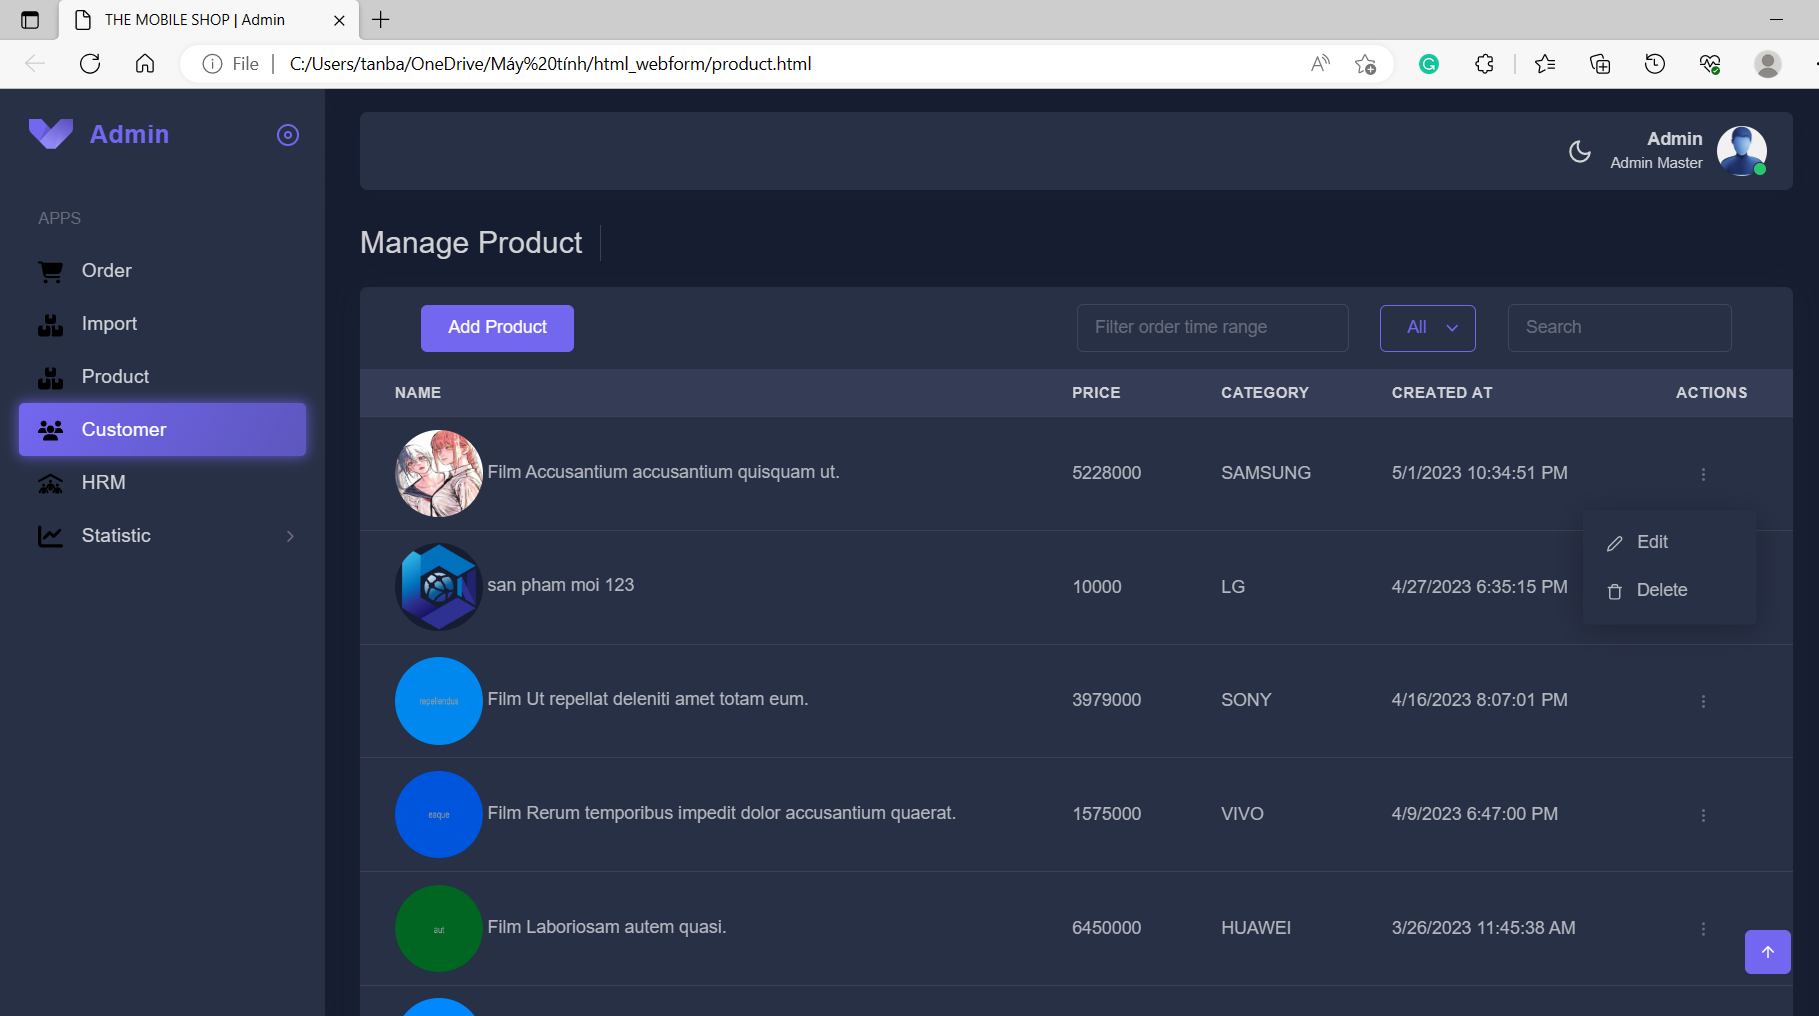 THE MOBILE SHOP | Admin
File
C:/Users/tanba/OneDrive/Máy%20tính/html_webform/product.html
Admin
Admin
Admin Master
APPS
Order
Import
Product
Customer
HRM
Statistic
Manage Product
Add Product
Filter order time range
All
Search
NAME PRICE CATEGORY CREATED AT ACTIONS
Film Accusantium accusantium quisquam ut. 5228000 SAMSUNG 5/1/2023 10:34:51 PM
Edit
Delete
san pham moi 123 10000 LG 4/27/2023 6:35:15 PM
repellendus
Film Ut repellat deleniti amet totam eum. 3979000 SONY 4/16/2023 8:07:01 PM
eaque
Film Rerum temporibus impedit dolor accusantium quaerat. 1575000 VIVO 4/9/2023 6:47:00 PM
aut
Film Laboriosam autem quasi. 6450000 HUAWEI 3/26/2023 11:45:38 AM